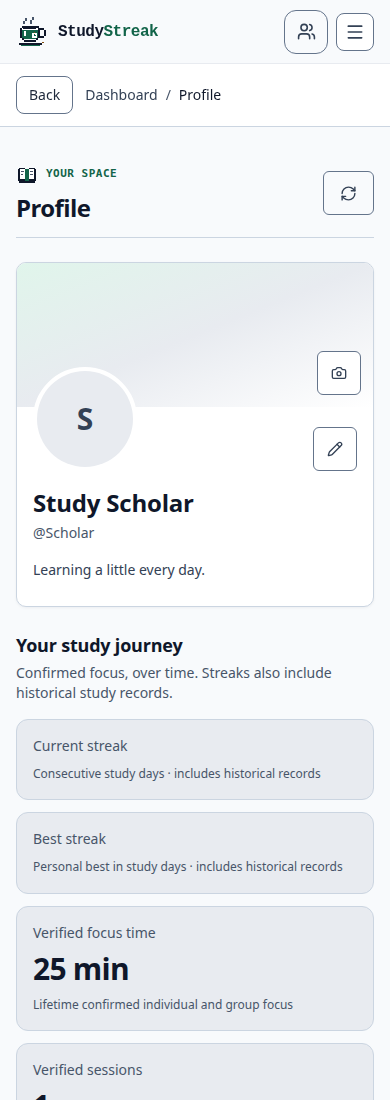 StudyStreak
Back
Dashboard / Profile
YOUR SPACE
Profile
S
Study Scholar
@Scholar
Learning a little every day.
Your study journey
Confirmed focus, over time. Streaks also include
historical study records.
Current streak
Consecutive study days · includes historical records
Best streak
Personal best in study days · includes historical records
Verified focus time
25 min
Lifetime confirmed individual and group focus
Verified sessions